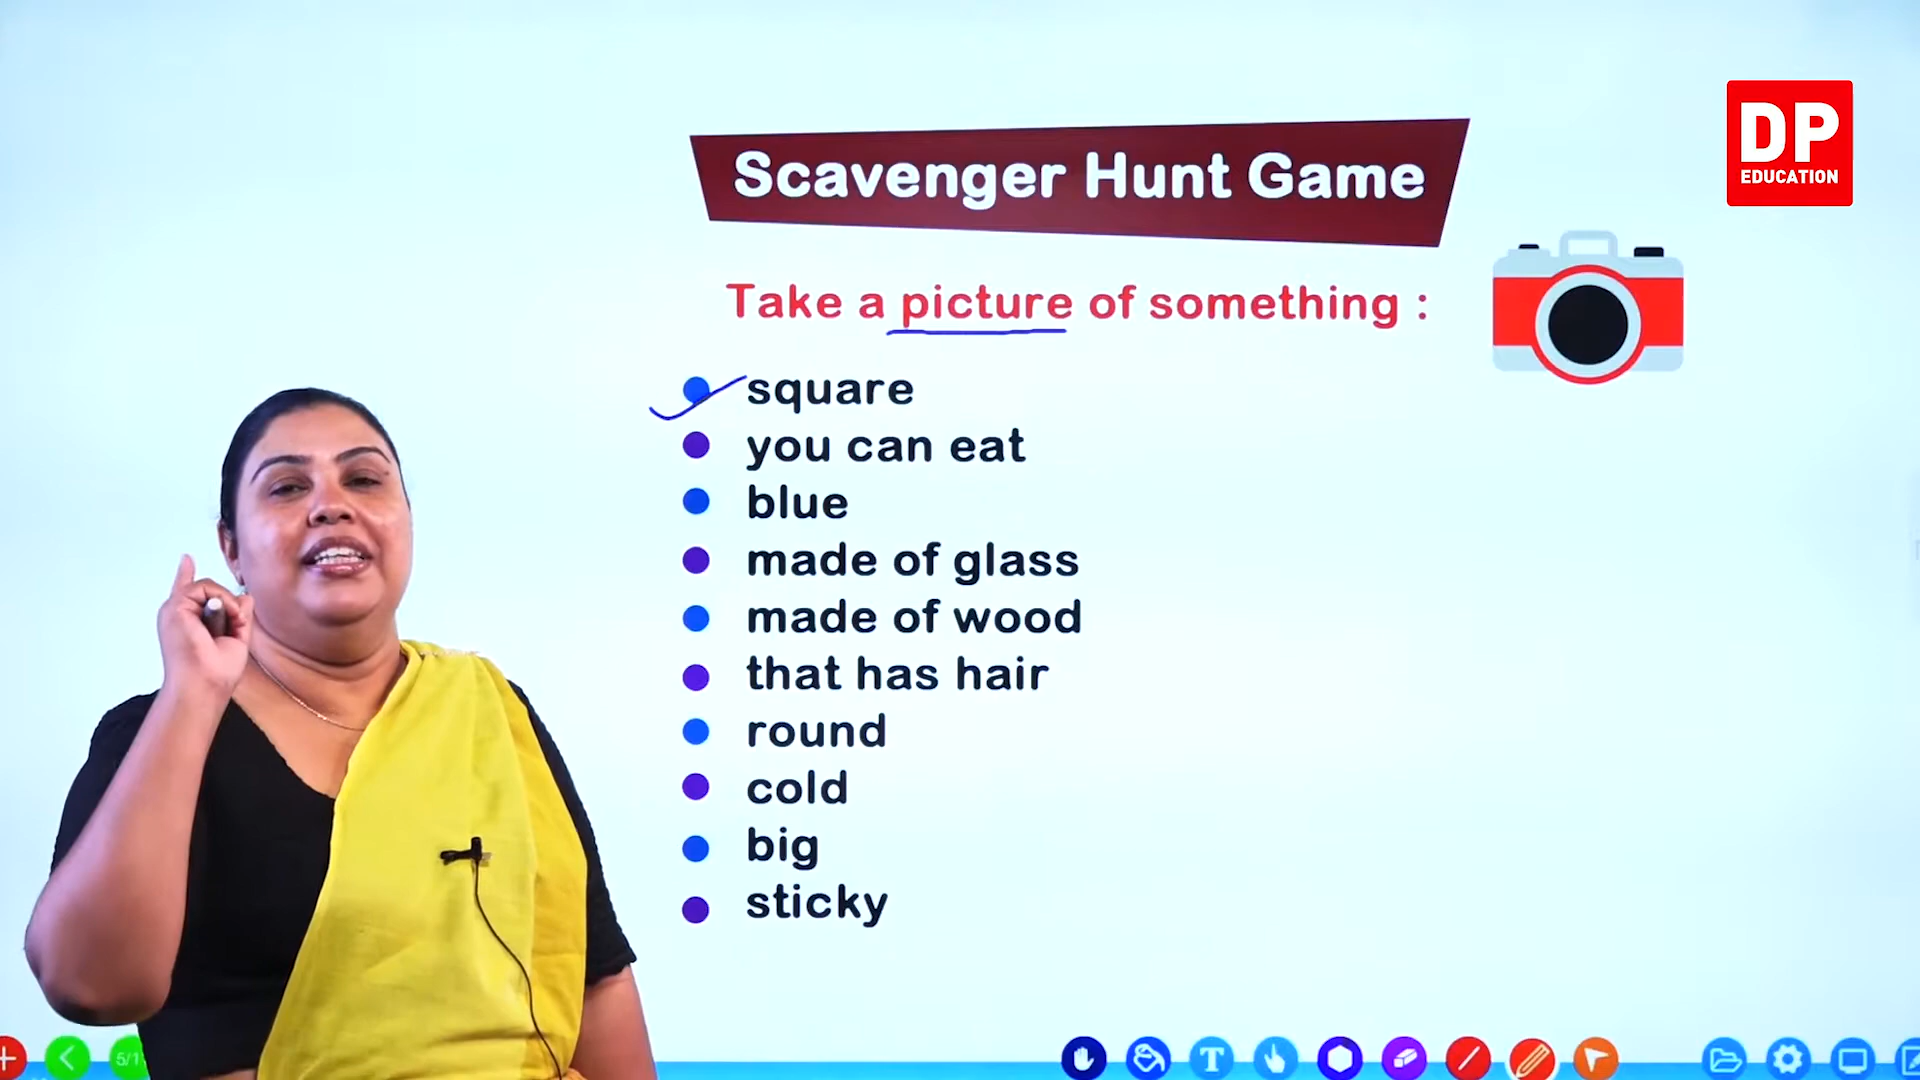 DP
EDUCATION
Scavenger Hunt Game
Take a picture of something :
square
you can eat
blue
made of glass
made of wood
that has hair
round
cold
big
sticky
T